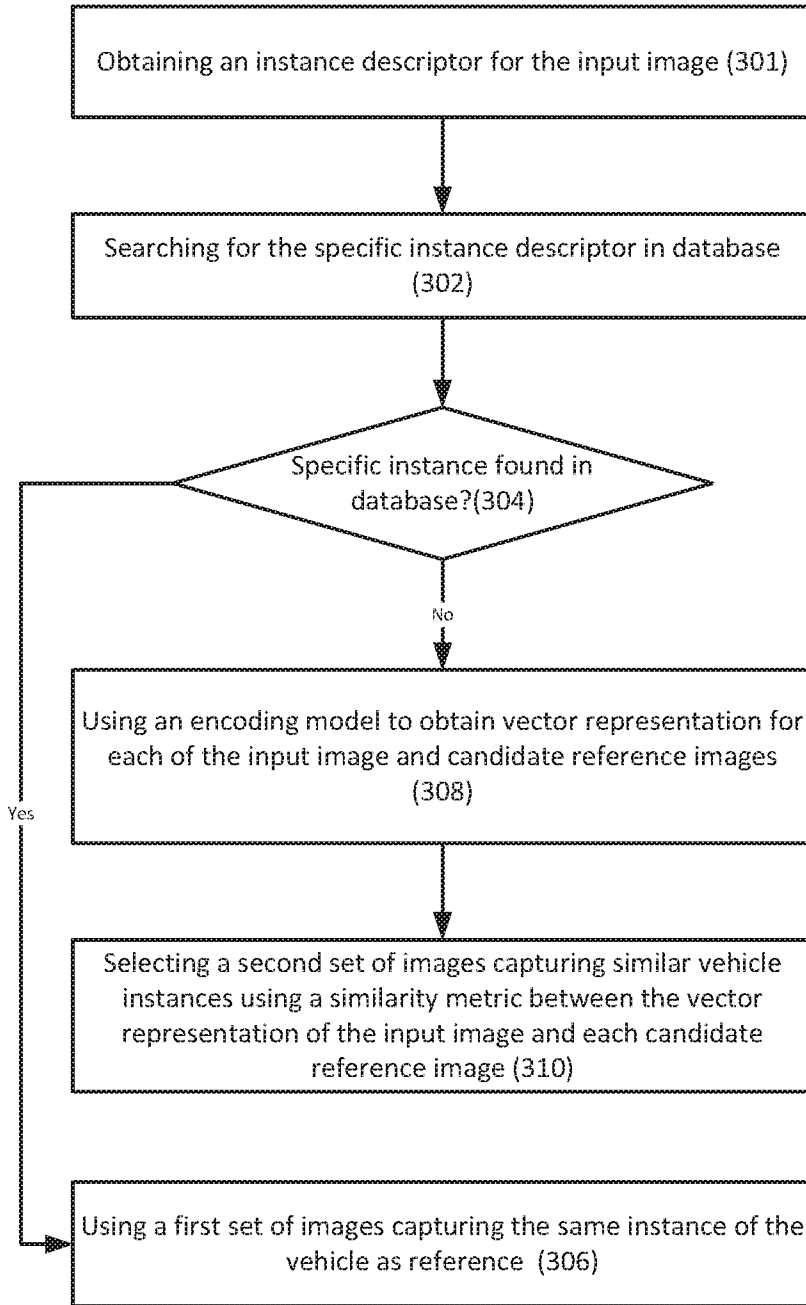 Obtaining an instance descriptor for the input image (301)
Searching for the specific instance descriptor in database
(302)
Specific instance found in
database?(304)
No
Using an encoding model to obtain vector representation for
each of the input image and candidate reference images
(308)
Yes
Selecting a second set of images capturing similar vehicle
instances using a similarity metric between the vector
representation of the input image and each candidate
reference image (310)
Using a first set of images capturing the same instance of the
vehicle as reference (306)